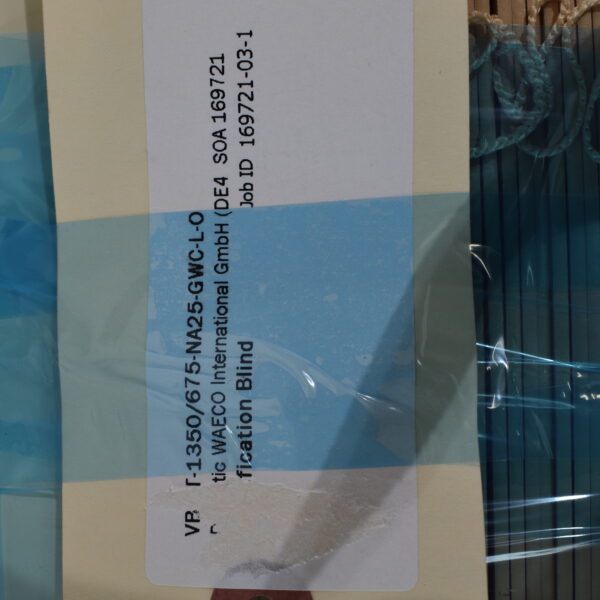 VB T-1350/675-NA25-GWC-L-O
tic WAECO International GmbH (DE4 SOA 169721
fication Blind Job ID 169721-03-1